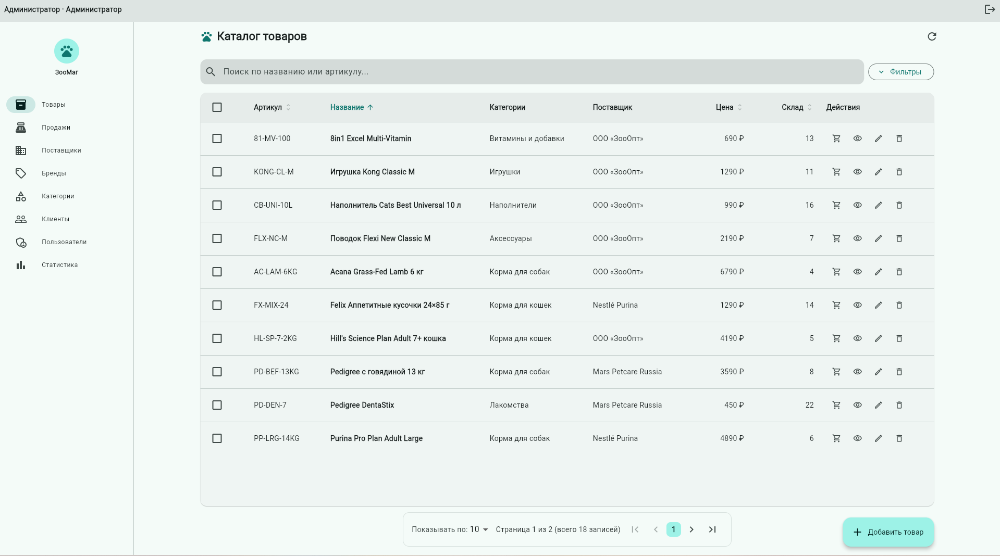 Администратор · Администратор
ЗооМаг
Товары
Продажи
Поставщики
Бренды
Категории
Клиенты
Пользователи
Статистика
Каталог товаров
Поиск по названию или артикулу...
Фильтры
Артикул Название Категории Поставщик Цена Склад Действия
81-MV-100 8in1 Excel Multi-Vitamin Витамины и добавки ООО «ЗооОпт» 690 ₽ 13
KONG-CL-M Игрушка Kong Classic M Игрушки ООО «ЗооОпт» 1290 ₽ 11
CB-UNI-10L Наполнитель Cats Best Universal 10 л Наполнители ООО «ЗооОпт» 990 ₽ 16
FLX-NC-M Поводок Flexi New Classic M Аксессуары ООО «ЗооОпт» 2190 ₽ 7
AC-LAM-6KG Acana Grass-Fed Lamb 6 кг Корма для собак ООО «ЗооОпт» 6790 ₽ 4
FX-MIX-24 Felix Аппетитные кусочки 24×85 г Корма для кошек Nestlé Purina 1290 ₽ 14
HL-SP-7-2KG Hill's Science Plan Adult 7+ кошка Корма для кошек ООО «ЗооОпт» 4190 ₽ 5
PD-BEF-13KG Pedigree с говядиной 13 кг Корма для собак Mars Petcare Russia 3590 ₽ 8
PD-DEN-7 Pedigree DentaStix Лакомства Mars Petcare Russia 450 ₽ 22
PP-LRG-14KG Purina Pro Plan Adult Large Корма для собак Nestlé Purina 4890 ₽ 6
Показывать по: 10 Страница 1 из 2 (всего 18 записей) 1
Добавить товар